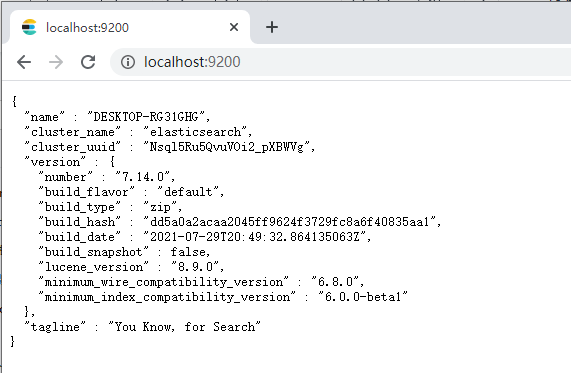 localhost:9200
localhost:9200
{
  "name" : "DESKTOP-RG31GHG",
  "cluster_name" : "elasticsearch",
  "cluster_uuid" : "Nsql5Ru5QvuVOi2_pXBWVg",
  "version" : {
    "number" : "7.14.0",
    "build_flavor" : "default",
    "build_type" : "zip",
    "build_hash" : "dd5a0a2acaa2045ff9624f3729fc8a6f40835aa1",
    "build_date" : "2021-07-29T20:49:32.864135063Z",
    "build_snapshot" : false,
    "lucene_version" : "8.9.0",
    "minimum_wire_compatibility_version" : "6.8.0",
    "minimum_index_compatibility_version" : "6.0.0-beta1"
  },
  "tagline" : "You Know, for Search"
}